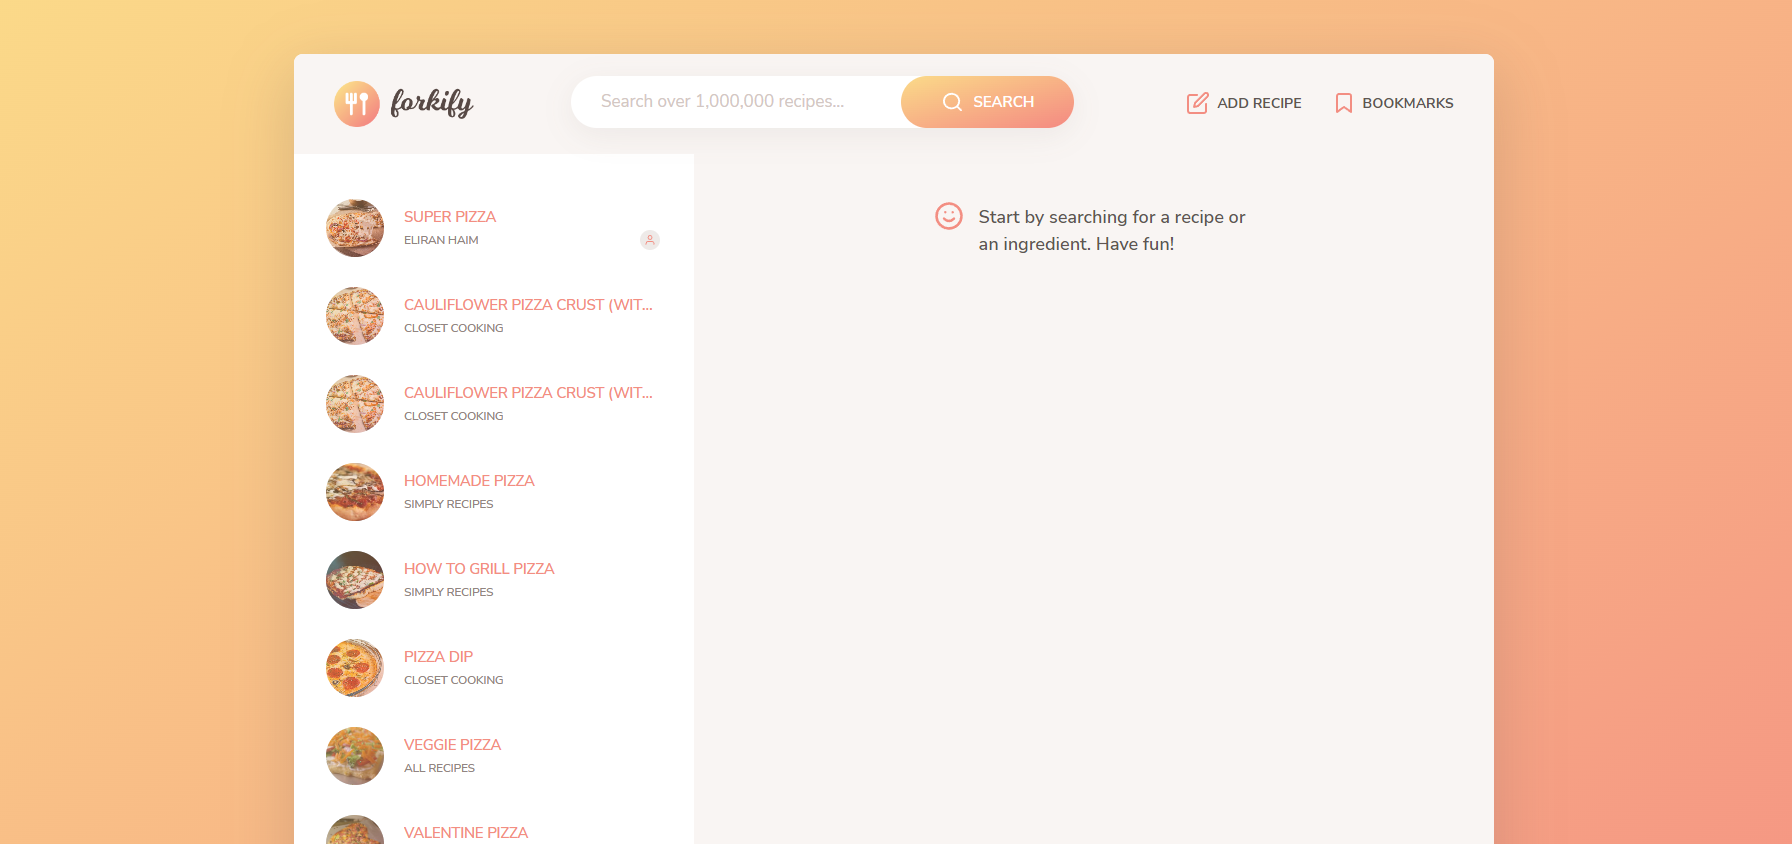 forkify
Search over 1,000,000 recipes...
SEARCH
ADD RECIPE
BOOKMARKS
SUPER PIZZA
ELIRAN HAIM
CAULIFLOWER PIZZA CRUST (WIT...
CLOSET COOKING
CAULIFLOWER PIZZA CRUST (WIT...
CLOSET COOKING
HOMEMADE PIZZA
SIMPLY RECIPES
HOW TO GRILL PIZZA
SIMPLY RECIPES
PIZZA DIP
CLOSET COOKING
VEGGIE PIZZA
ALL RECIPES
VALENTINE PIZZA
Start by searching for a recipe or
an ingredient. Have fun!